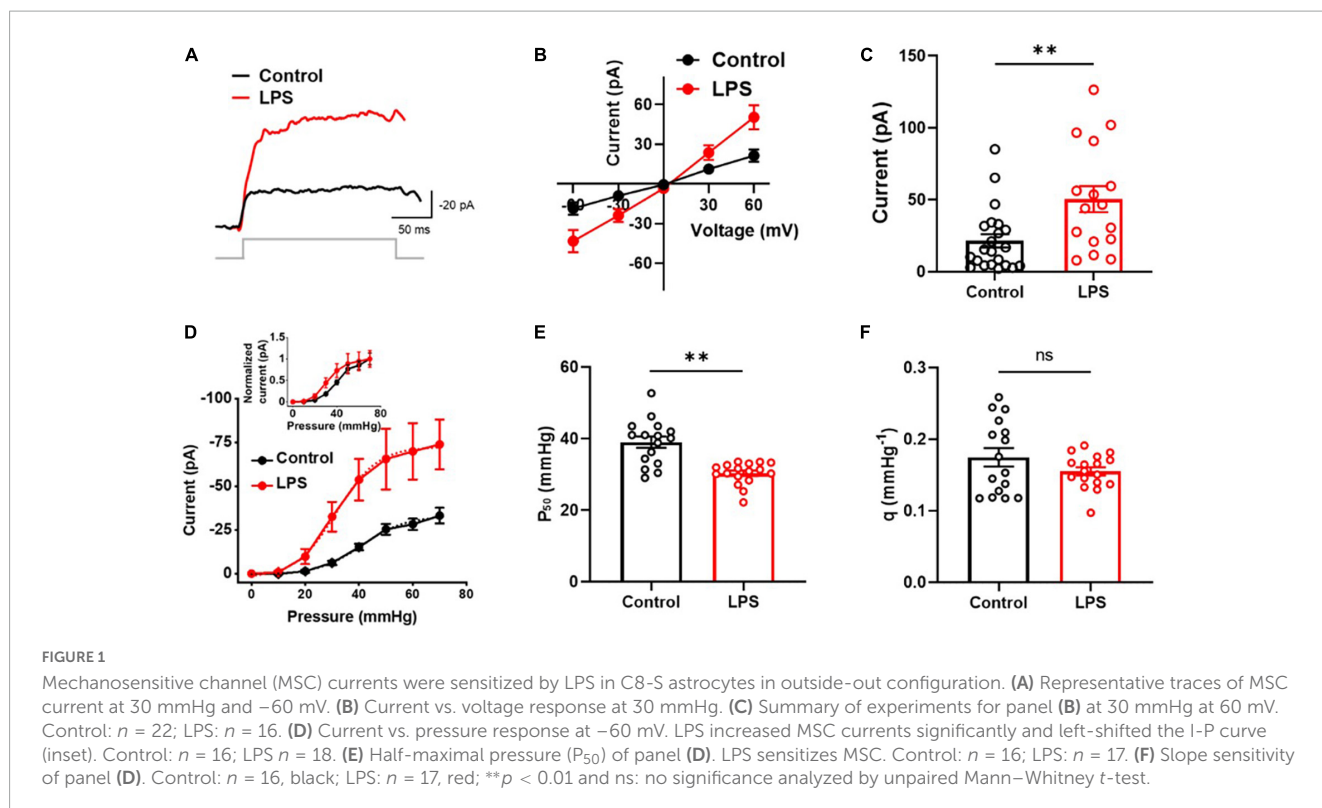 A
Control
LPS
-20 pA
50 ms
B
Current (pA)
Control
LPS
60
30
-60
-30
30
60
-30
Voltage (mV)
-60
C
**
Current (pA)
150
100
50
0
Control
LPS
D
Normalized
current (pA)
1.5
1
0.5
0
0
40
80
Pressure (mmHg)
Current (pA)
-100
-75
-50
-25
0
Control
LPS
0
20
40
60
80
Pressure (mmHg)
E
**
P50 (mmHg)
60
40
20
0
Control
LPS
F
ns
q (mmHg-1)
0.3
0.2
0.1
0.0
Control
LPS
FIGURE 1
Mechanosensitive channel (MSC) currents were sensitized by LPS in C8-S astrocytes in outside-out configuration. (A) Representative traces of MSC
current at 30 mmHg and −60 mV. (B) Current vs. voltage response at 30 mmHg. (C) Summary of experiments for panel (B) at 30 mmHg at 60 mV.
Control: n = 22; LPS: n = 16. (D) Current vs. pressure response at −60 mV. LPS increased MSC currents significantly and left-shifted the I-P curve
(inset). Control: n = 16; LPS n = 18. (E) Half-maximal pressure (P50) of panel (D). LPS sensitizes MSC. Control: n = 16; LPS: n = 17. (F) Slope sensitivity
of panel (D). Control: n = 16, black; LPS: n = 17, red; **p < 0.01 and ns: no significance analyzed by unpaired Mann–Whitney t-test.